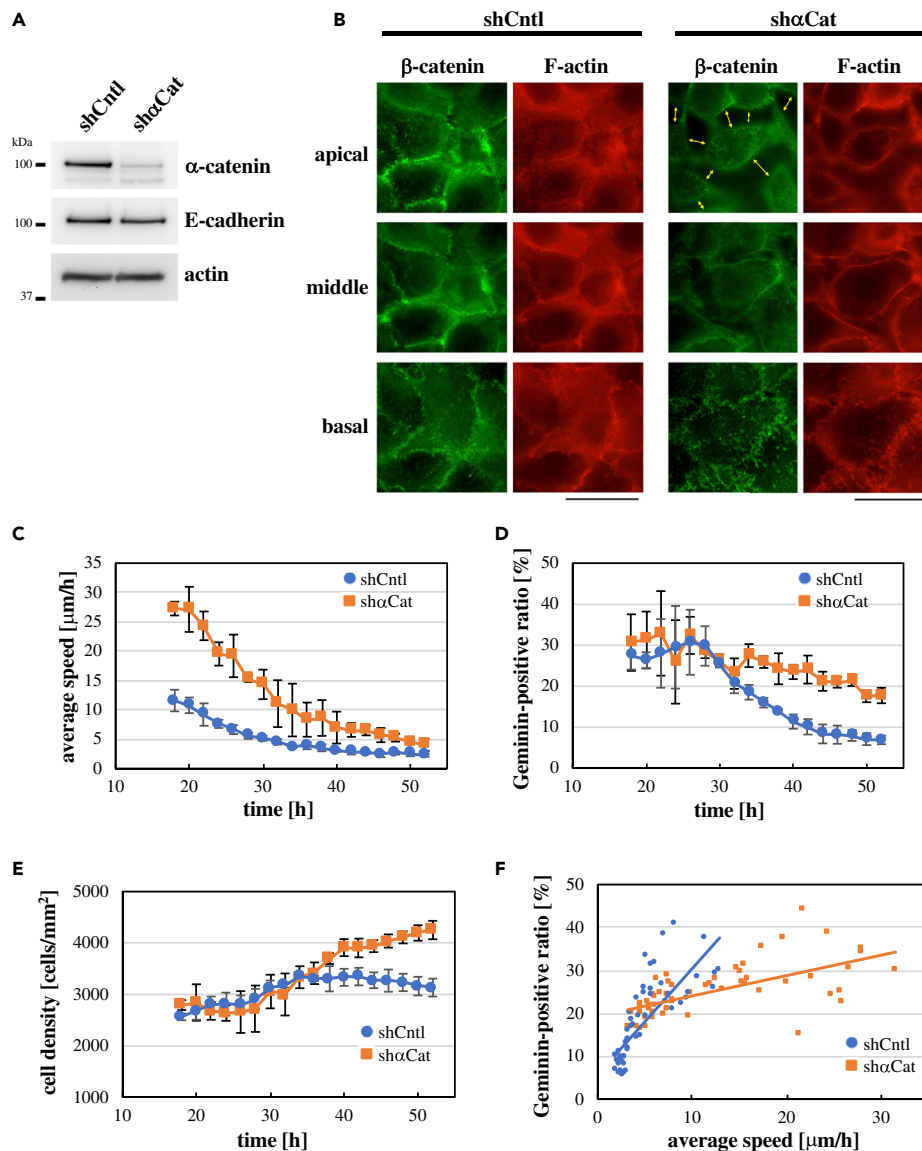 A
shCntl
shαCat
kDa
100
α-catenin
100
E-cadherin
actin
37
B
shCntl
shαCat
β-catenin
F-actin
β-catenin
F-actin
apical
middle
basal
C
average speed [μm/h]
35
30
25
20
15
10
5
0
shCntl
shαCat
10
20
30
40
50
time [h]
D
Geminin-positive ratio [%]
50
40
30
20
10
0
shCntl
shαCat
10
20
30
40
50
time [h]
E
cell density [cells/mm²]
5000
4000
3000
2000
1000
shCntl
shαCat
10
20
30
40
50
time [h]
F
Geminin-positive ratio [%]
50
40
30
20
10
0
shCntl
shαCat
0
10
20
30
average speed [μm/h]